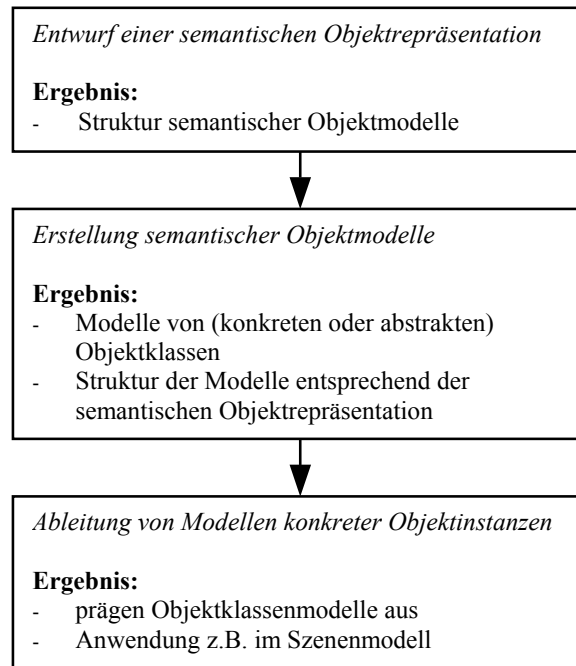 Entwurf einer semantischen Objektrepräsentation
Ergebnis:
- Struktur semantischer Objektmodelle
Erstellung semantischer Objektmodelle
Ergebnis:
- Modelle von (konkreten oder abstrakten)
Objektklassen
- Struktur der Modelle entsprechend der
semantischen Objektrepräsentation
Ableitung von Modellen konkreter Objektinstanzen
Ergebnis:
- prägen Objektklassenmodelle aus
- Anwendung z.B. im Szenenmodell